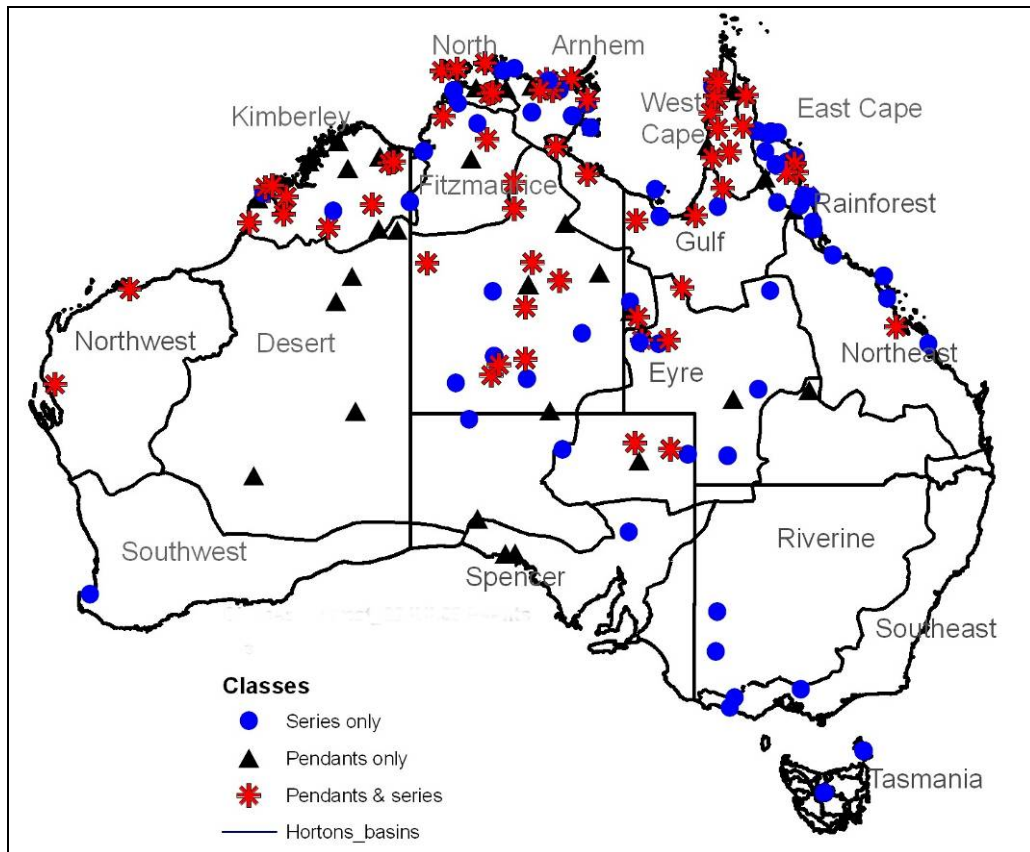 North
Arnhem
Kimberley
West
Cape
East Cape
Fitzmaurice
Rainforest
Gulf
Northwest
Desert
Northeast
Eyre
Southwest
Riverine
Spencer
Southeast
Classes
Series only
Pendants only
Pendants & series
Hortons_basins
Tasmania